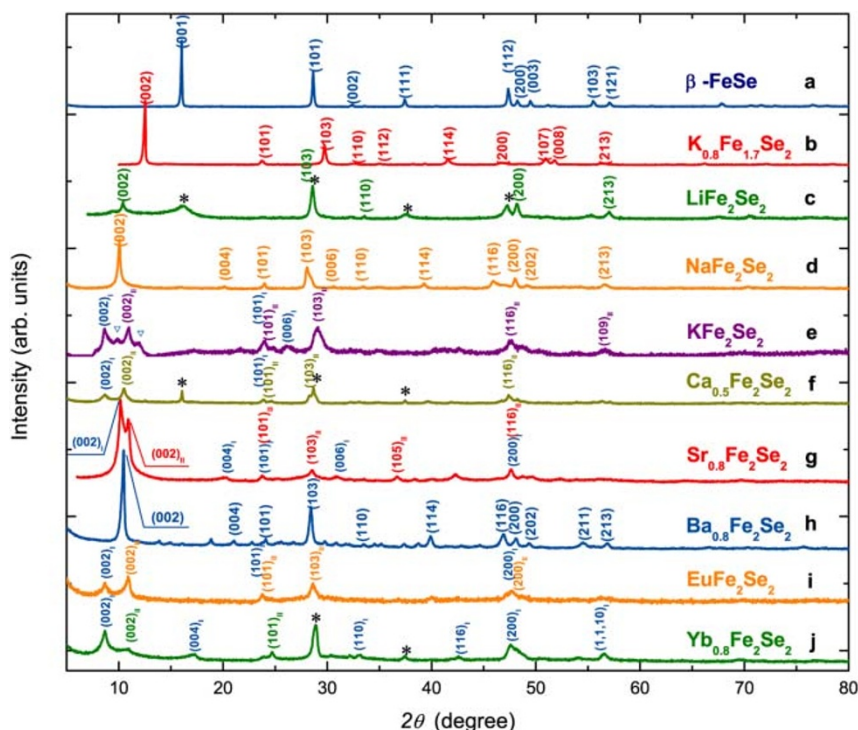 (001) (101) (002) (111) (112) (200) (003) (103) (121) β -FeSe a
(002) (101) (103) (110) (112) (114) (200) (107) (008) (213) K0.8Fe1.7Se2 b
(002) * (103) * (110) * * (200) (213) LiFe2Se2 c
(002) (004) (101) (103) (006) (110) (114) (116) (200) (202) (213) NaFe2Se2 d
(002)I (002)II (101)I (101)II (006)I (103)II (116)II (109)II KFe2Se2 e
(002)I (002)II * (101)I (101)II (103)II * * (116)II Ca0.5Fe2Se2 f
(002)I (002)II (004)I (101)I (101)II (103)II (006)I (105)II (116)II (200)I Sr0.8Fe2Se2 g
(002) (004) (101) (103) (110) (114) (116) (200) (202) (211) (213) Ba0.8Fe2Se2 h
(002)I (002)II (101)I (101)II (103)II (200)I (200)II EuFe2Se2 i
(002) (002)II (004)I (101)II * (110)I * (116)I (200)I (1,1,10)I Yb0.8Fe2Se2 j
Intensity (arb. units)
10 20 30 40 50 60 70 80
2θ (degree)